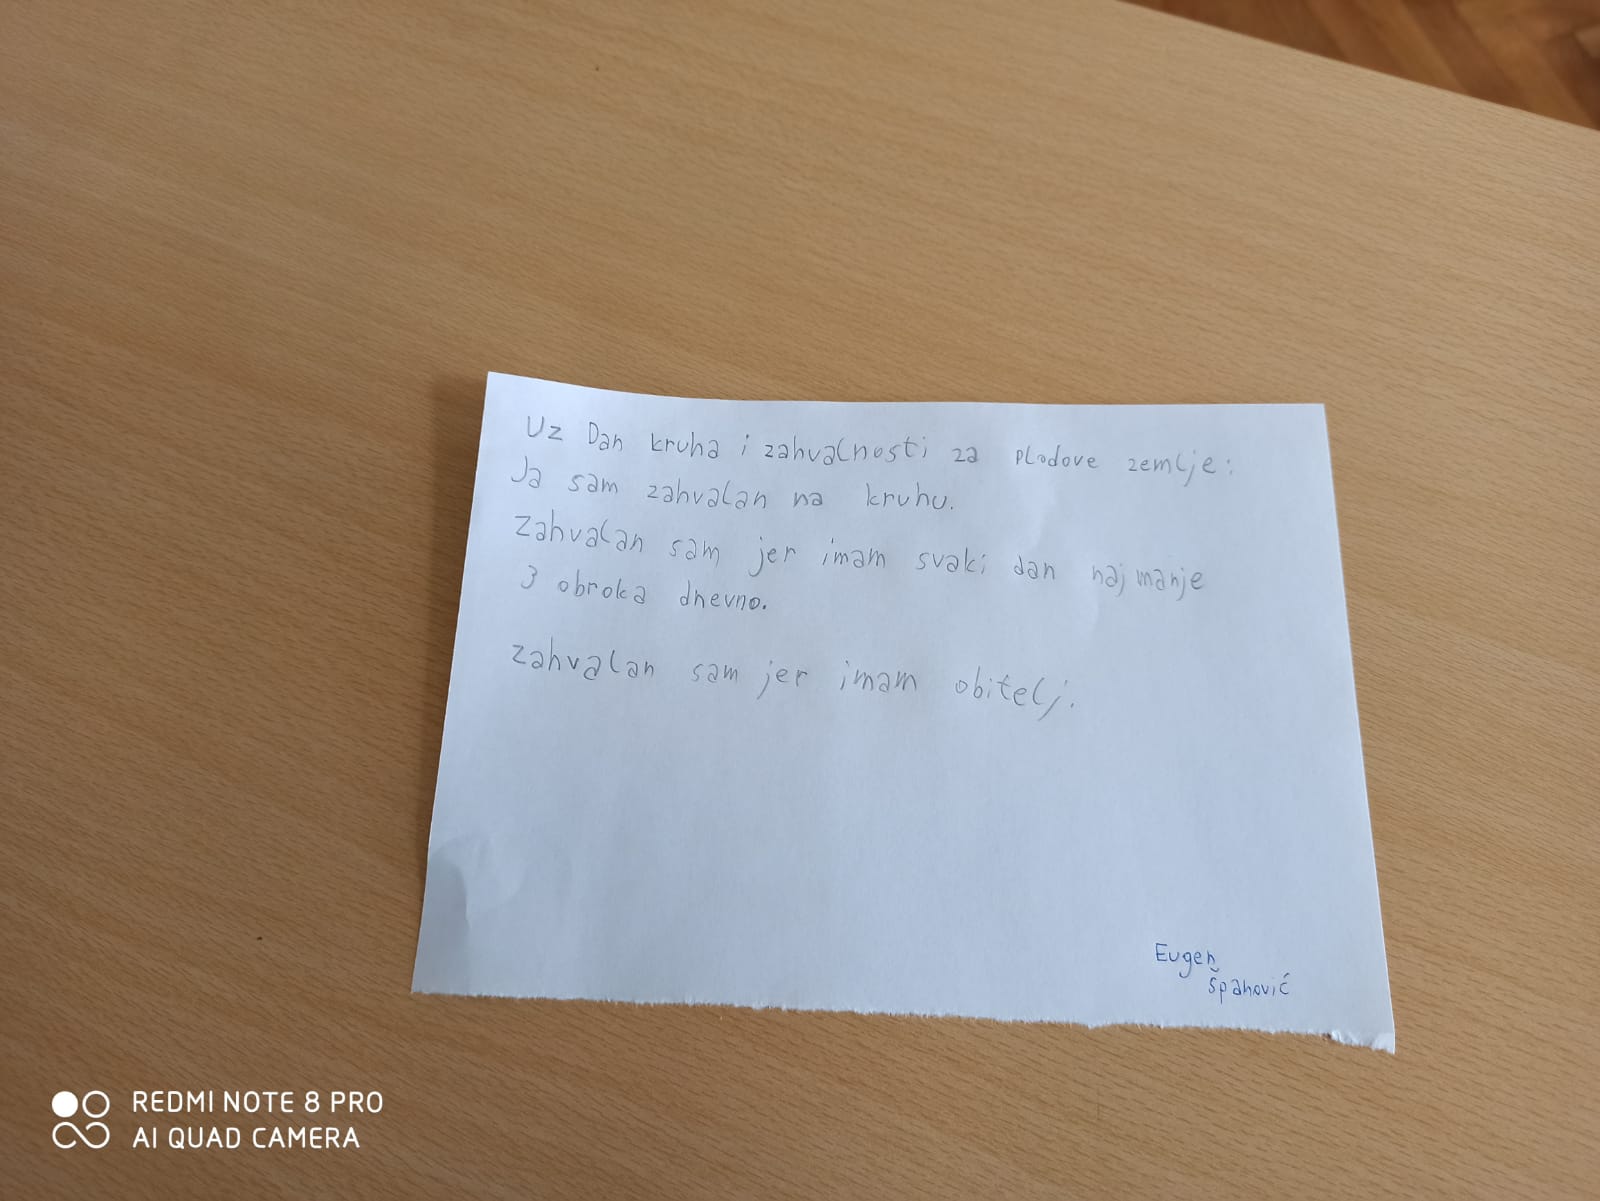 Uz Dan kruha i zahvalnosti za plodove zemlje:
Ja sam zahvalan na kruhu.
Zahvalan sam jer imam svaki dan najmanje
3 obroka dnevno.
Zahvalan sam jer imam obitelj.
Eugen
Španović
REDMI NOTE 8 PRO
AI QUAD CAMERA